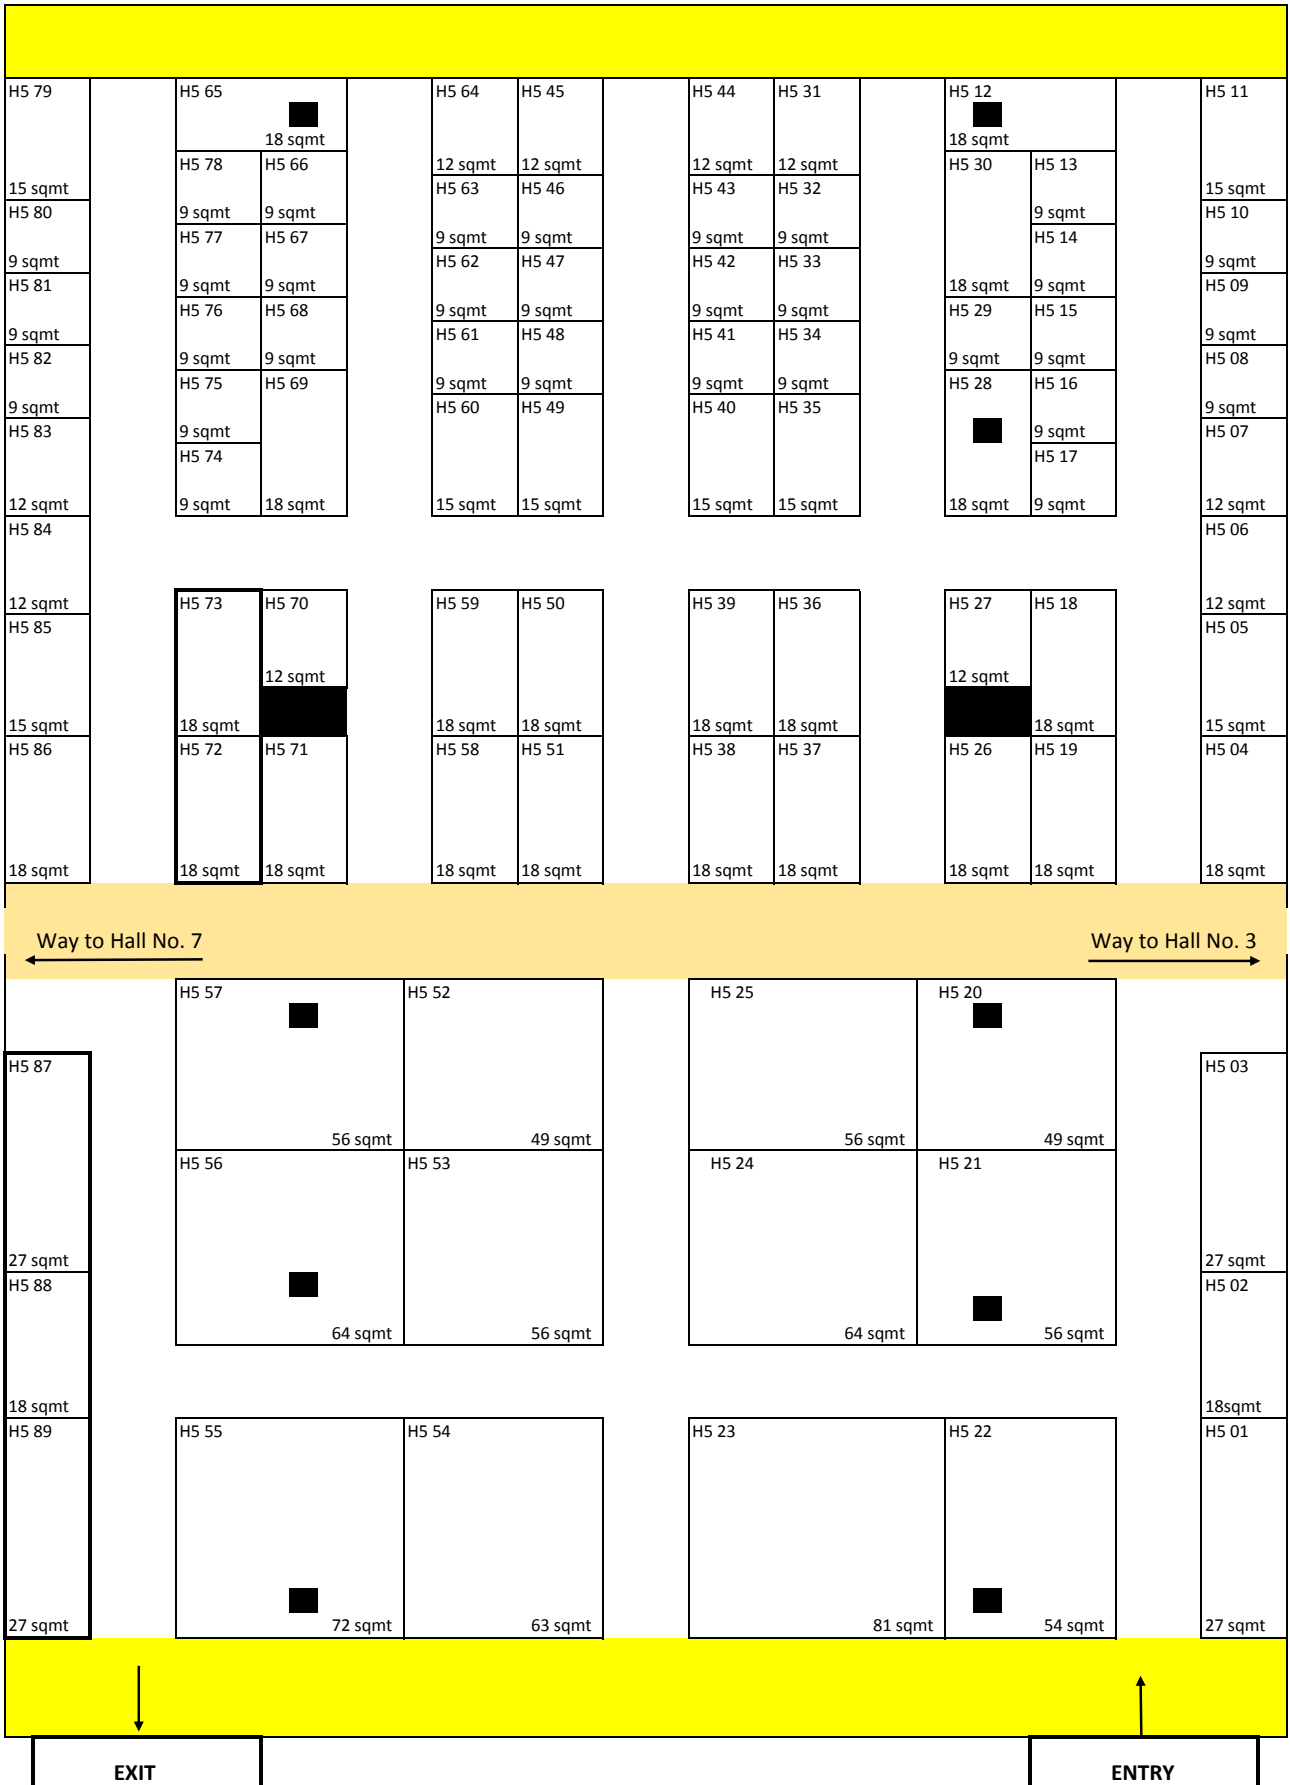 H5 79 H5 65 H5 64 H5 45 H5 44 H5 31 H5 12 H5 11
18 sqmt 18 sqmt
H5 78 H5 66 12 sqmt 12 sqmt 12 sqmt 12 sqmt H5 30 H5 13
15 sqmt H5 63 H5 46 H5 43 H5 32 15 sqmt
H5 80 9 sqmt 9 sqmt 9 sqmt H5 10
H5 77 H5 67 9 sqmt 9 sqmt 9 sqmt 9 sqmt H5 14
9 sqmt H5 62 H5 47 H5 42 H5 33 9 sqmt
H5 81 9 sqmt 9 sqmt 18 sqmt 9 sqmt H5 09
H5 76 H5 68 9 sqmt 9 sqmt 9 sqmt 9 sqmt H5 29 H5 15
9 sqmt H5 61 H5 48 H5 41 H5 34 9 sqmt
H5 82 9 sqmt 9 sqmt 9 sqmt 9 sqmt H5 08
H5 75 H5 69 9 sqmt 9 sqmt 9 sqmt 9 sqmt H5 28 H5 16
9 sqmt H5 60 H5 49 H5 40 H5 35 9 sqmt
H5 83 9 sqmt 9 sqmt H5 07
H5 74 H5 17
12 sqmt 9 sqmt 18 sqmt 15 sqmt 15 sqmt 15 sqmt 15 sqmt 18 sqmt 9 sqmt 12 sqmt
H5 84 H5 06
12 sqmt H5 73 H5 70 H5 59 H5 50 H5 39 H5 36 H5 27 H5 18 12 sqmt
H5 85 H5 05
12 sqmt 12 sqmt
15 sqmt 18 sqmt 18 sqmt 18 sqmt 18 sqmt 18 sqmt 18 sqmt 15 sqmt
H5 86 H5 72 H5 71 H5 58 H5 51 H5 38 H5 37 H5 26 H5 19 H5 04
18 sqmt 18 sqmt 18 sqmt 18 sqmt 18 sqmt 18 sqmt 18 sqmt 18 sqmt 18 sqmt 18 sqmt
Way to Hall No. 7 Way to Hall No. 3
H5 57 H5 52 H5 25 H5 20
H5 87 H5 03
56 sqmt 49 sqmt 56 sqmt 49 sqmt
H5 56 H5 53 H5 24 H5 21
27 sqmt 27 sqmt
H5 88 H5 02
64 sqmt 56 sqmt 64 sqmt 56 sqmt
18 sqmt 18sqmt
H5 89 H5 55 H5 54 H5 23 H5 22 H5 01
27 sqmt 72 sqmt 63 sqmt 81 sqmt 54 sqmt 27 sqmt
EXIT ENTRY